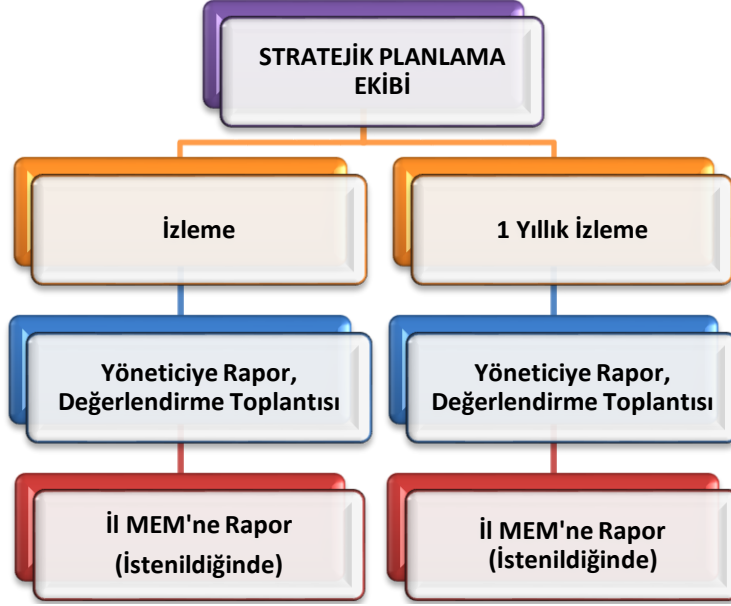 STRATEJİK PLANLAMA
EKİBİ
İzleme
1 Yıllık İzleme
Yöneticiye Rapor,
Değerlendirme Toplantısı
Yöneticiye Rapor,
Değerlendirme Toplantısı
İl MEM'ne Rapor
(İstenildiğinde)
İl MEM'ne Rapor
(İstenildiğinde)